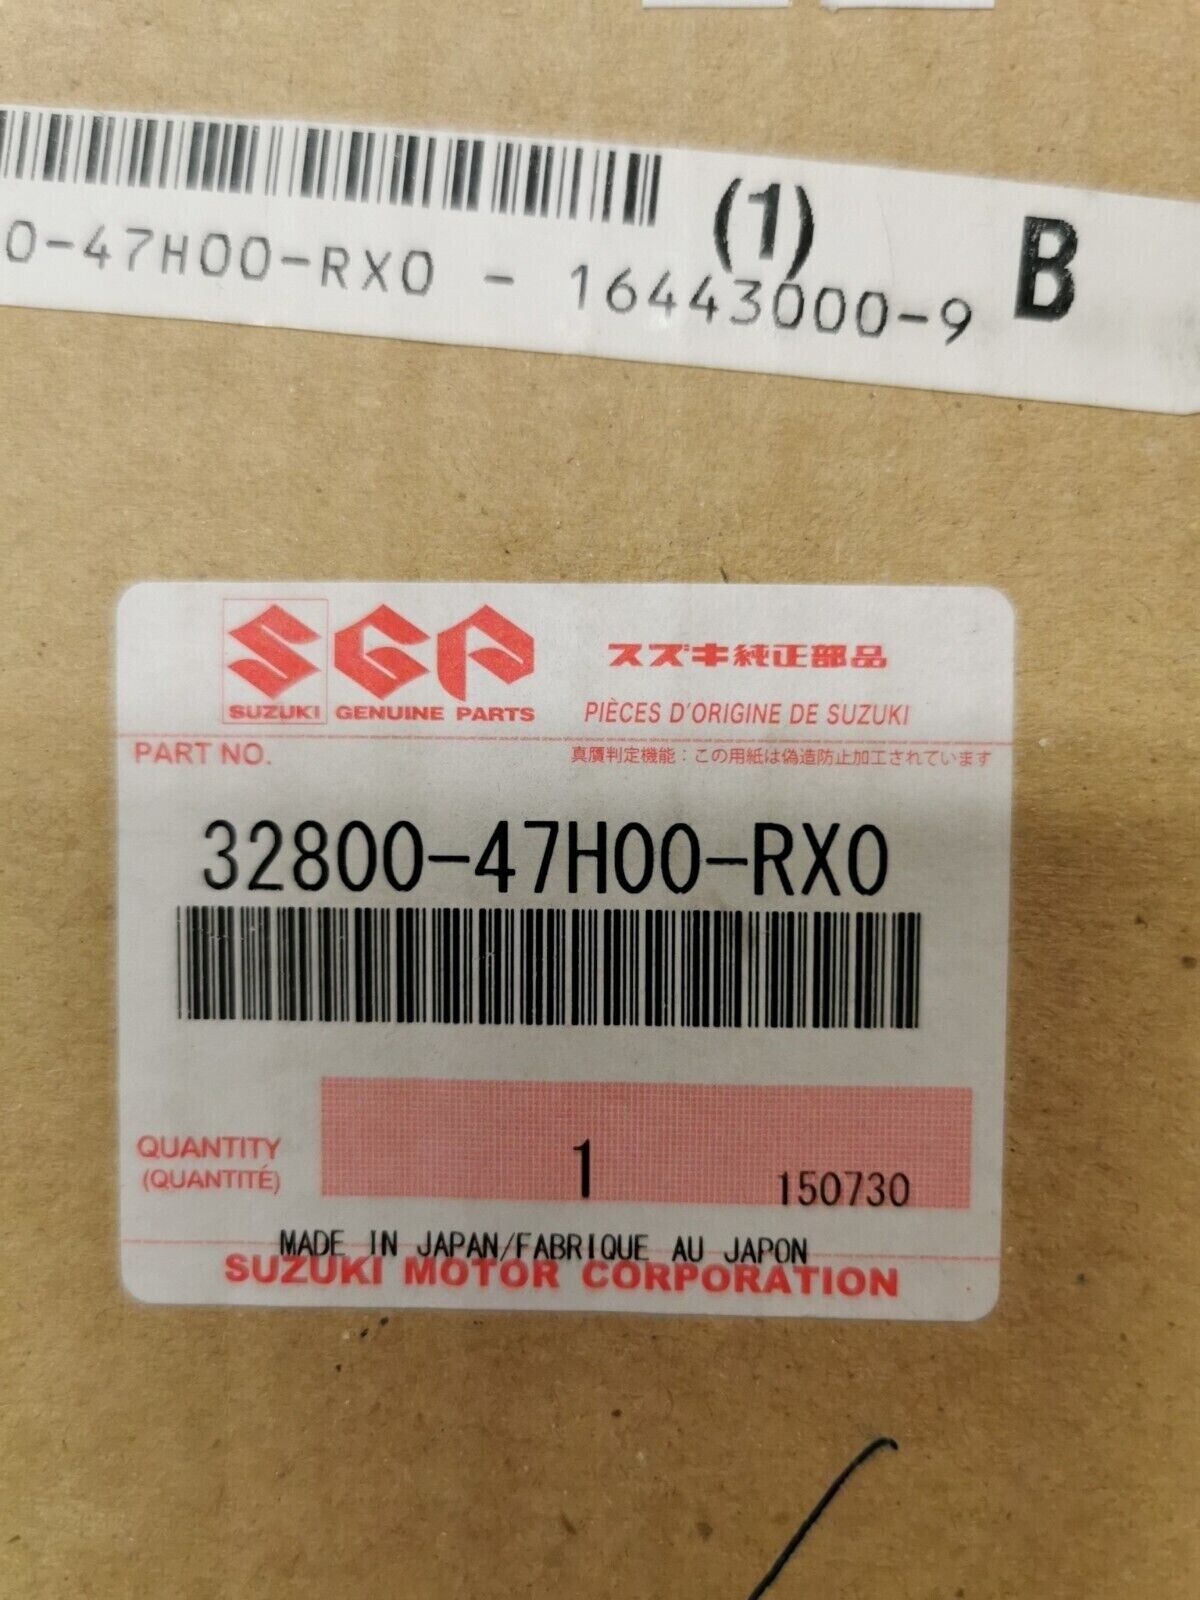 (1)
B
0-47H00-RX0 - 16443000-9
SGP
スズキ純正部品
SUZUKI GENUINE PARTS
PIÈCES D'ORIGINE DE SUZUKI
PART NO.
真贋判定機能：この用紙は偽造防止加工されています
32800-47H00-RX0
QUANTITY
(QUANTITÉ)
1
150730
MADE IN JAPAN/FABRIQUE AU JAPON
SUZUKI MOTOR CORPORATION